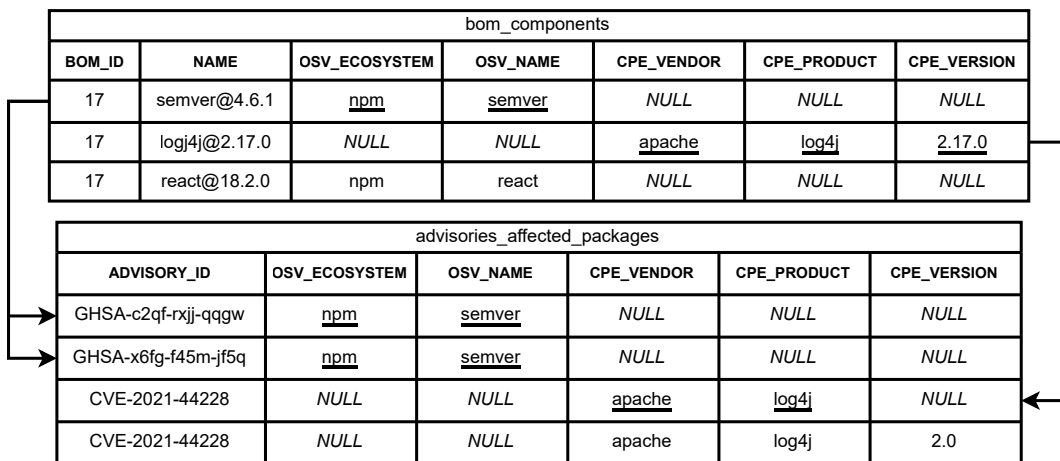 bom_components
BOM_ID NAME OSV_ECOSYSTEM OSV_NAME CPE_VENDOR CPE_PRODUCT CPE_VERSION
17 semver@4.6.1 npm semver NULL NULL NULL
17 logj4j@2.17.0 NULL NULL apache log4j 2.17.0
17 react@18.2.0 npm react NULL NULL NULL
advisories_affected_packages
ADVISORY_ID OSV_ECOSYSTEM OSV_NAME CPE_VENDOR CPE_PRODUCT CPE_VERSION
GHSA-c2qf-rxjj-qqgw npm semver NULL NULL NULL
GHSA-x6fg-f45m-jf5q npm semver NULL NULL NULL
CVE-2021-44228 NULL NULL apache log4j NULL
CVE-2021-44228 NULL NULL apache log4j 2.0